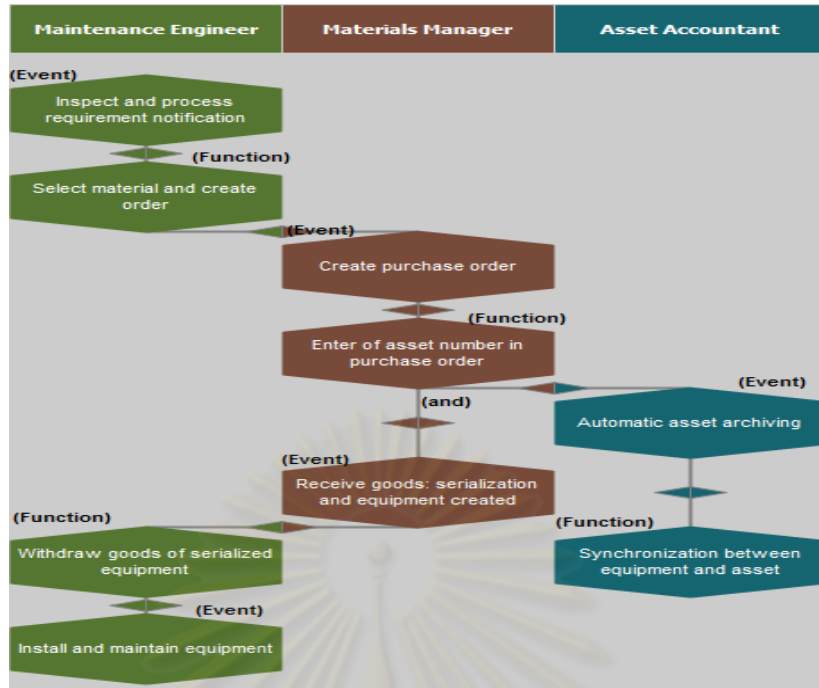 Maintenance Engineer
Materials Manager
Asset Accountant
(Event)
Inspect and process
requirement notification
(Function)
Select material and create
order
(Event)
Create purchase order
(Function)
Enter of asset number in
purchase order
(Event)
(and)
Automatic asset archiving
(Event)
Receive goods: serialization
and equipment created
(Function)
Withdraw goods of serialized
equipment
(Function)
Synchronization between
equipment and asset
(Event)
Install and maintain equipment